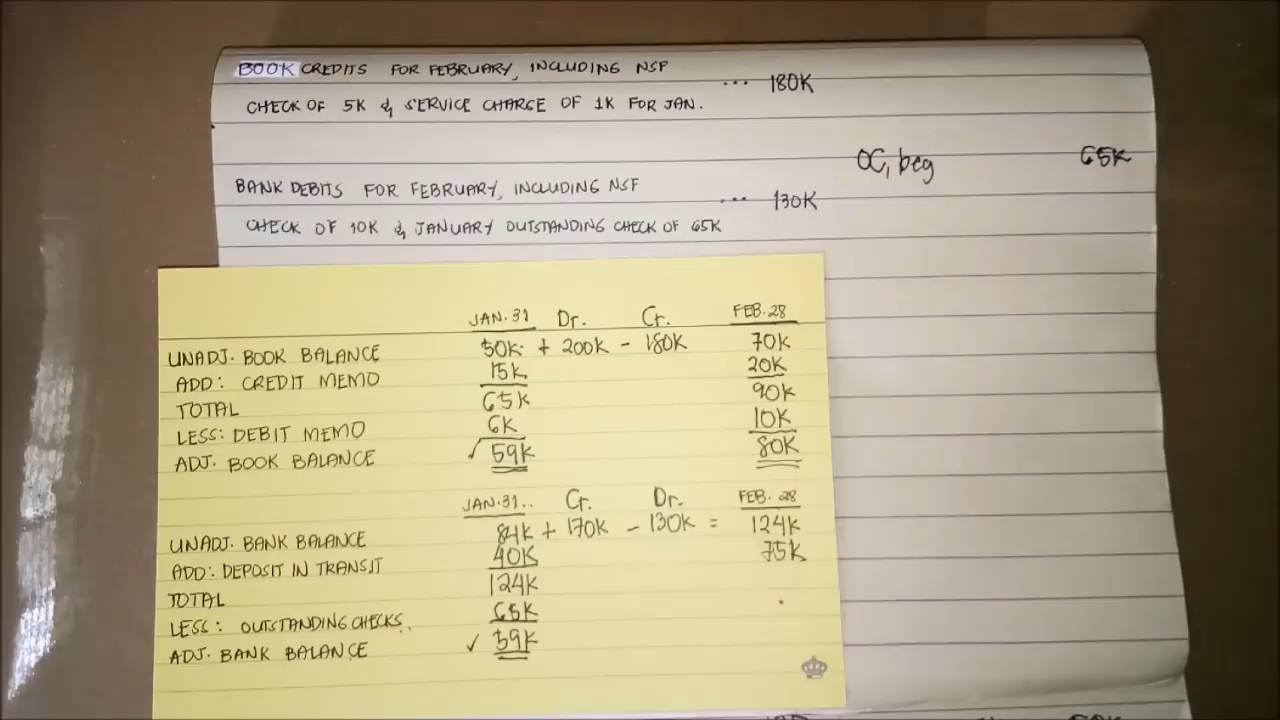 BOOK CREDITS FOR FEBRUARY, INCLUDING NSF
CHECK OF 5K & SERVICE CHARGE OF 1K FOR JAN. ... 180K
OC, beg 65K
BANK DEBITS FOR FEBRUARY, INCLUDING NSF
CHECK OF 10K & JANUARY OUTSTANDING CHECK OF 65K ... 130K
JAN. 31 Dr. Cr. FEB. 28
UNADJ. BOOK BALANCE 50K + 200K - 180K 70K
ADD: CREDIT MEMO 15K 20K
TOTAL 65K 90K
LESS: DEBIT MEMO 6K 10K
ADJ. BOOK BALANCE √ 59K 80K
JAN. 31.. Cr. Dr. FEB. 28
UNADJ. BANK BALANCE 84K + 170K - 130K = 124K
ADD: DEPOSIT IN TRANSIT 40K 75K
TOTAL 124K
LESS: OUTSTANDING CHECKS. 65K
ADJ. BANK BALANCE √ 59K